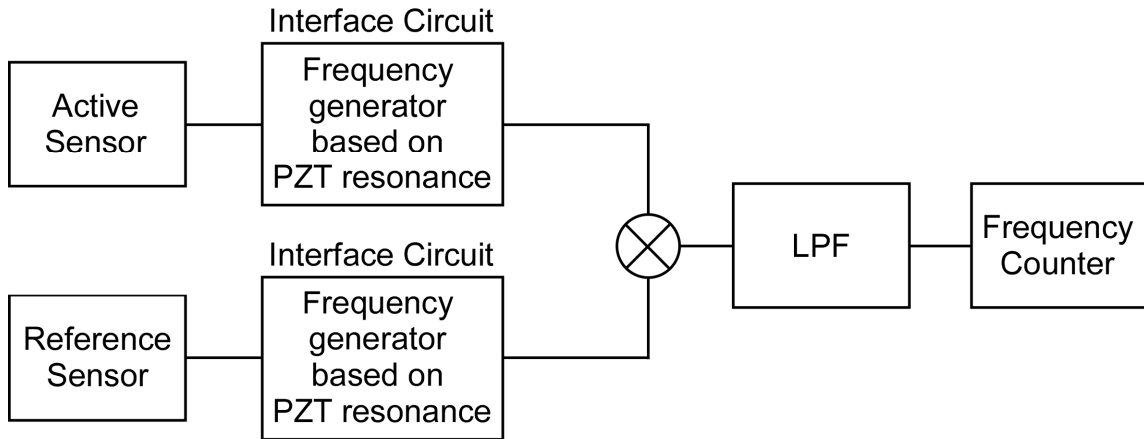 Interface Circuit
Active
Sensor
Frequency
generator
based on
PZT resonance
Interface Circuit
Reference
Sensor
Frequency
generator
based on
PZT resonance
LPF
Frequency
Counter